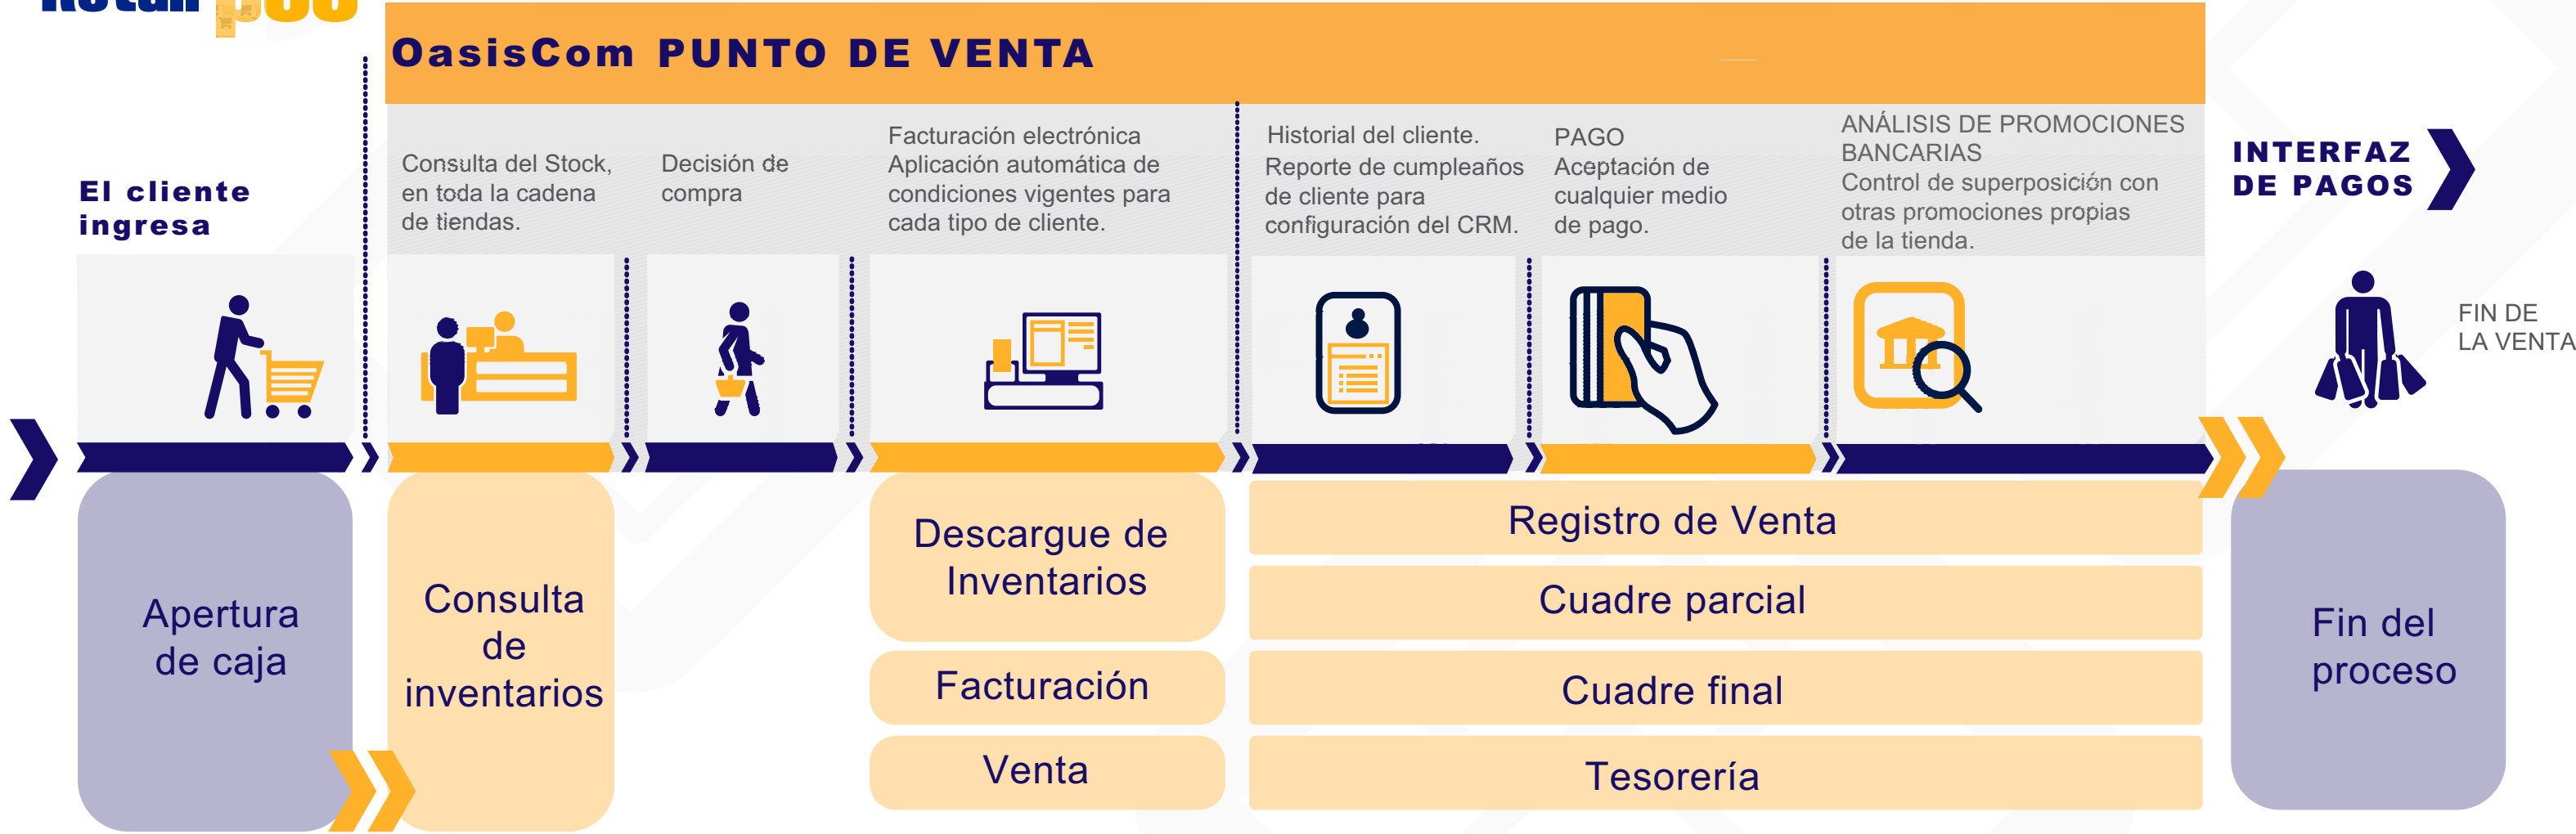 OasisCom PUNTO DE VENTA
El cliente
ingresa
Consulta del Stock,
en toda la cadena
de tiendas.
Decisión de
compra
Facturación electrónica
Aplicación automática de
condiciones vigentes para
cada tipo de cliente.
Historial del cliente.
Reporte de cumpleaños
de cliente para
configuración del CRM.
PAGO
Aceptación de
cualquier medio
de pago.
ANÁLISIS DE PROMOCIONES
BANCARIAS
Control de superposición con
otras promociones propias
de la tienda.
INTERFAZ
DE PAGOS
FIN DE
LA VENTA
Apertura
de caja
Consulta
de
inventarios
Descargue de
Inventarios
Facturación
Venta
Registro de Venta
Cuadre parcial
Cuadre final
Tesorería
Fin del
proceso